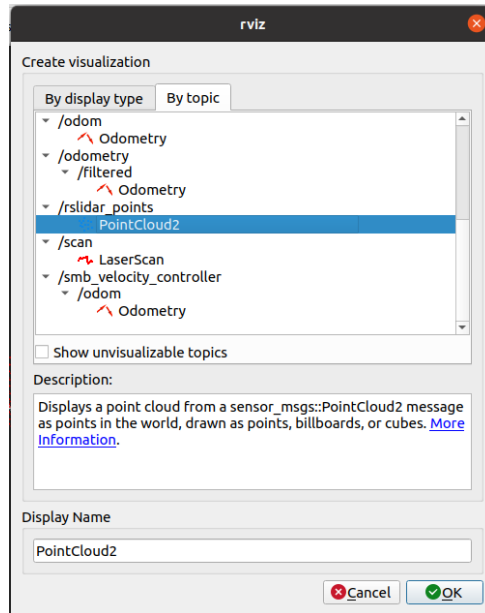 rviz
Create visualization
By display type By topic
/odom
Odometry
/odometry
/filtered
Odometry
/rslidar_points
PointCloud2
/scan
LaserScan
/smb_velocity_controller
/odom
Odometry
Show unvisualizable topics
Description:
Displays a point cloud from a sensor_msgs::PointCloud2 message
as points in the world, drawn as points, billboards, or cubes. More
Information.
Display Name
PointCloud2
Cancel OK